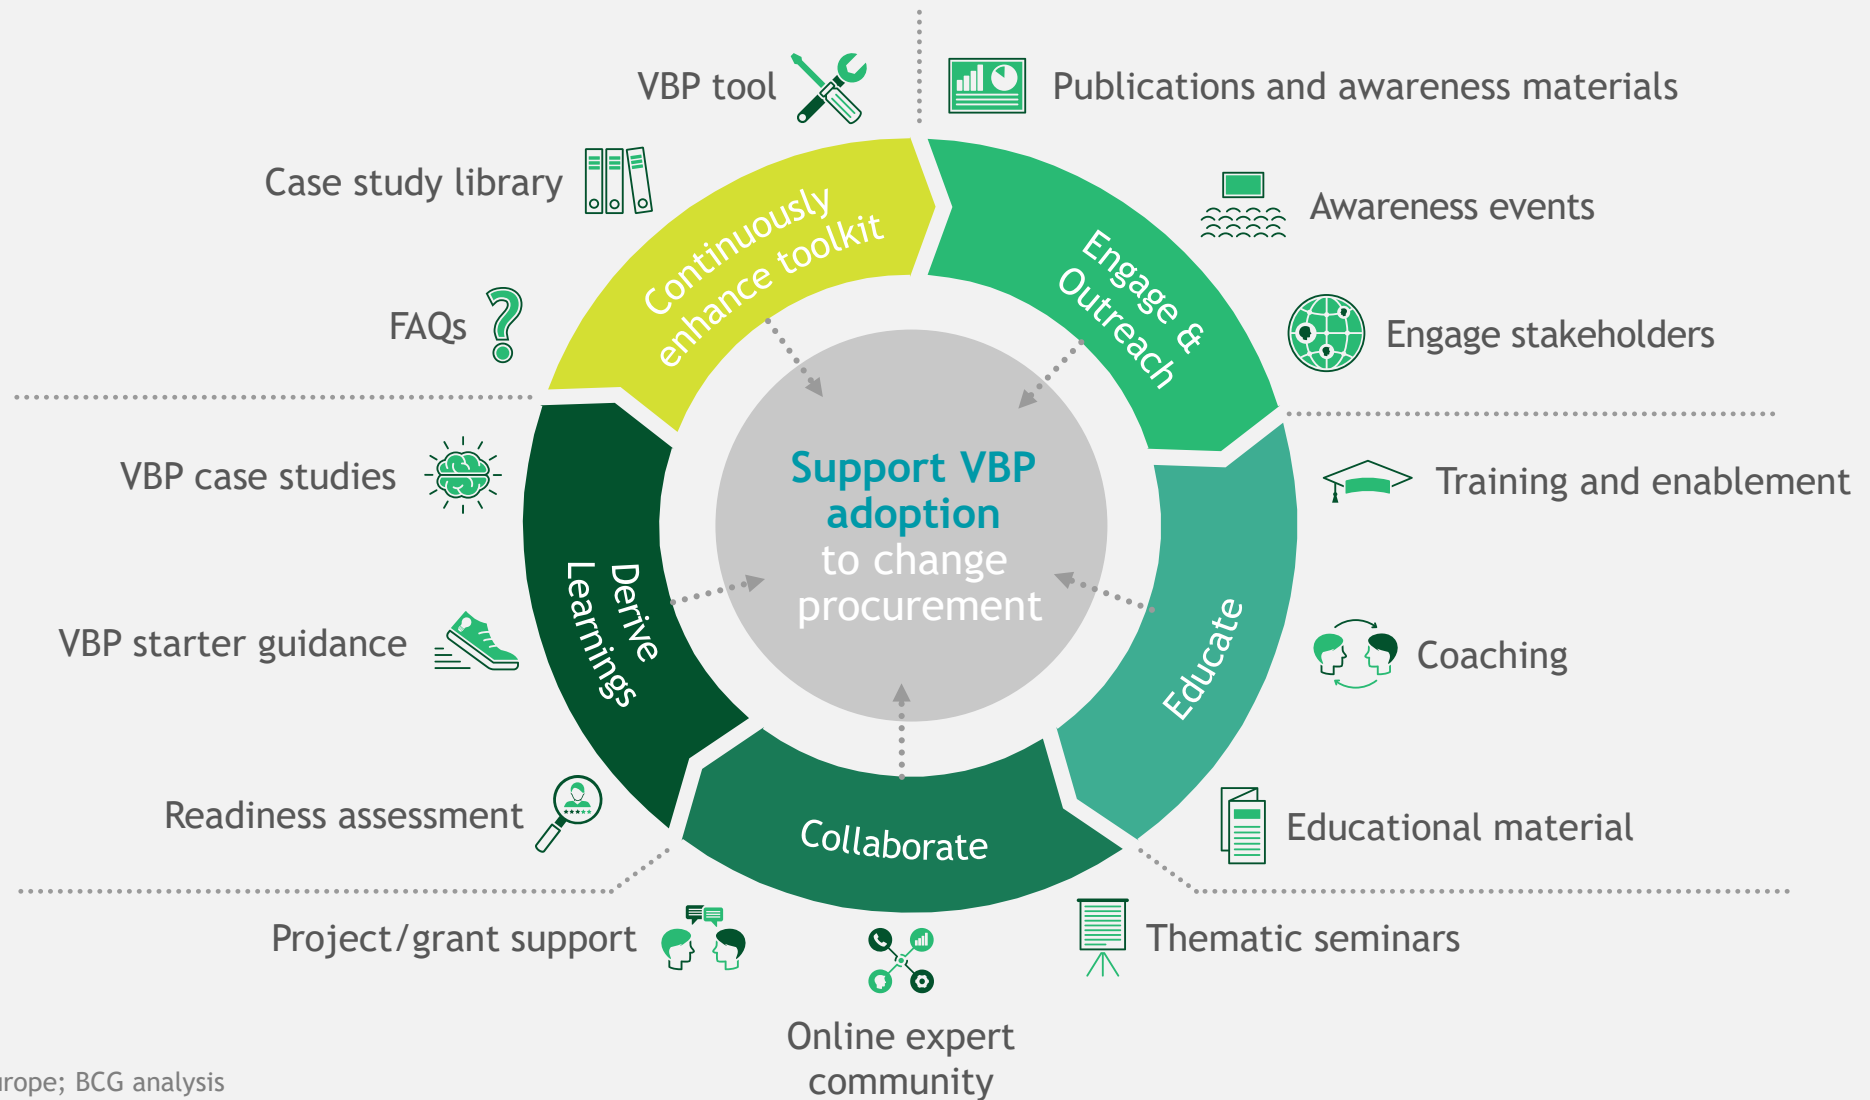 VBP tool
Publications and awareness materials
Case study library
Awareness events
FAQs
Engage stakeholders
Continuously
enhance toolkit
Engage &
Outreach
VBP case studies
Training and enablement
Support VBP
adoption
to change
procurement
Derive
Learnings
Educate
VBP starter guidance
Coaching
Readiness assessment
Educational material
Collaborate
Project/grant support
Thematic seminars
Online expert
community
urope; BCG analysis